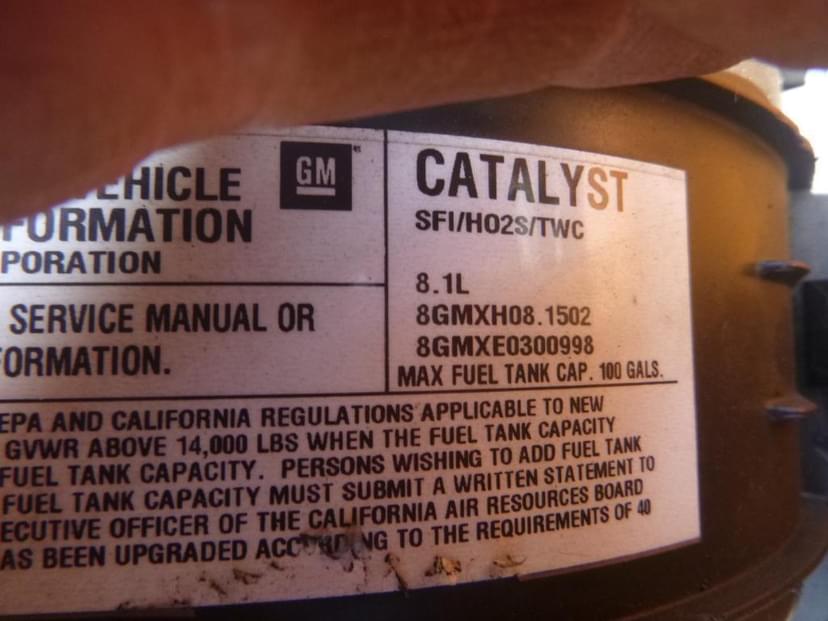 EHICLE
FORMATION
PORATION
GM
SERVICE MANUAL OR
FORMATION.
CATALYST
SFI/HO2S/TWC
8.1L
8GMXH08.1502
8GMXE0300998
MAX FUEL TANK CAP. 100 GALS.
EPA AND CALIFORNIA REGULATIONS APPLICABLE TO NEW
GVWR ABOVE 14,000 LBS WHEN THE FUEL TANK CAPACITY
FUEL TANK CAPACITY. PERSONS WISHING TO ADD FUEL TANK
FUEL TANK CAPACITY MUST SUBMIT A WRITTEN STATEMENT TO
ECUTIVE OFFICER OF THE CALIFORNIA AIR RESOURCES BOARD
AS BEEN UPGRADED ACCORDING TO THE REQUIREMENTS OF 40